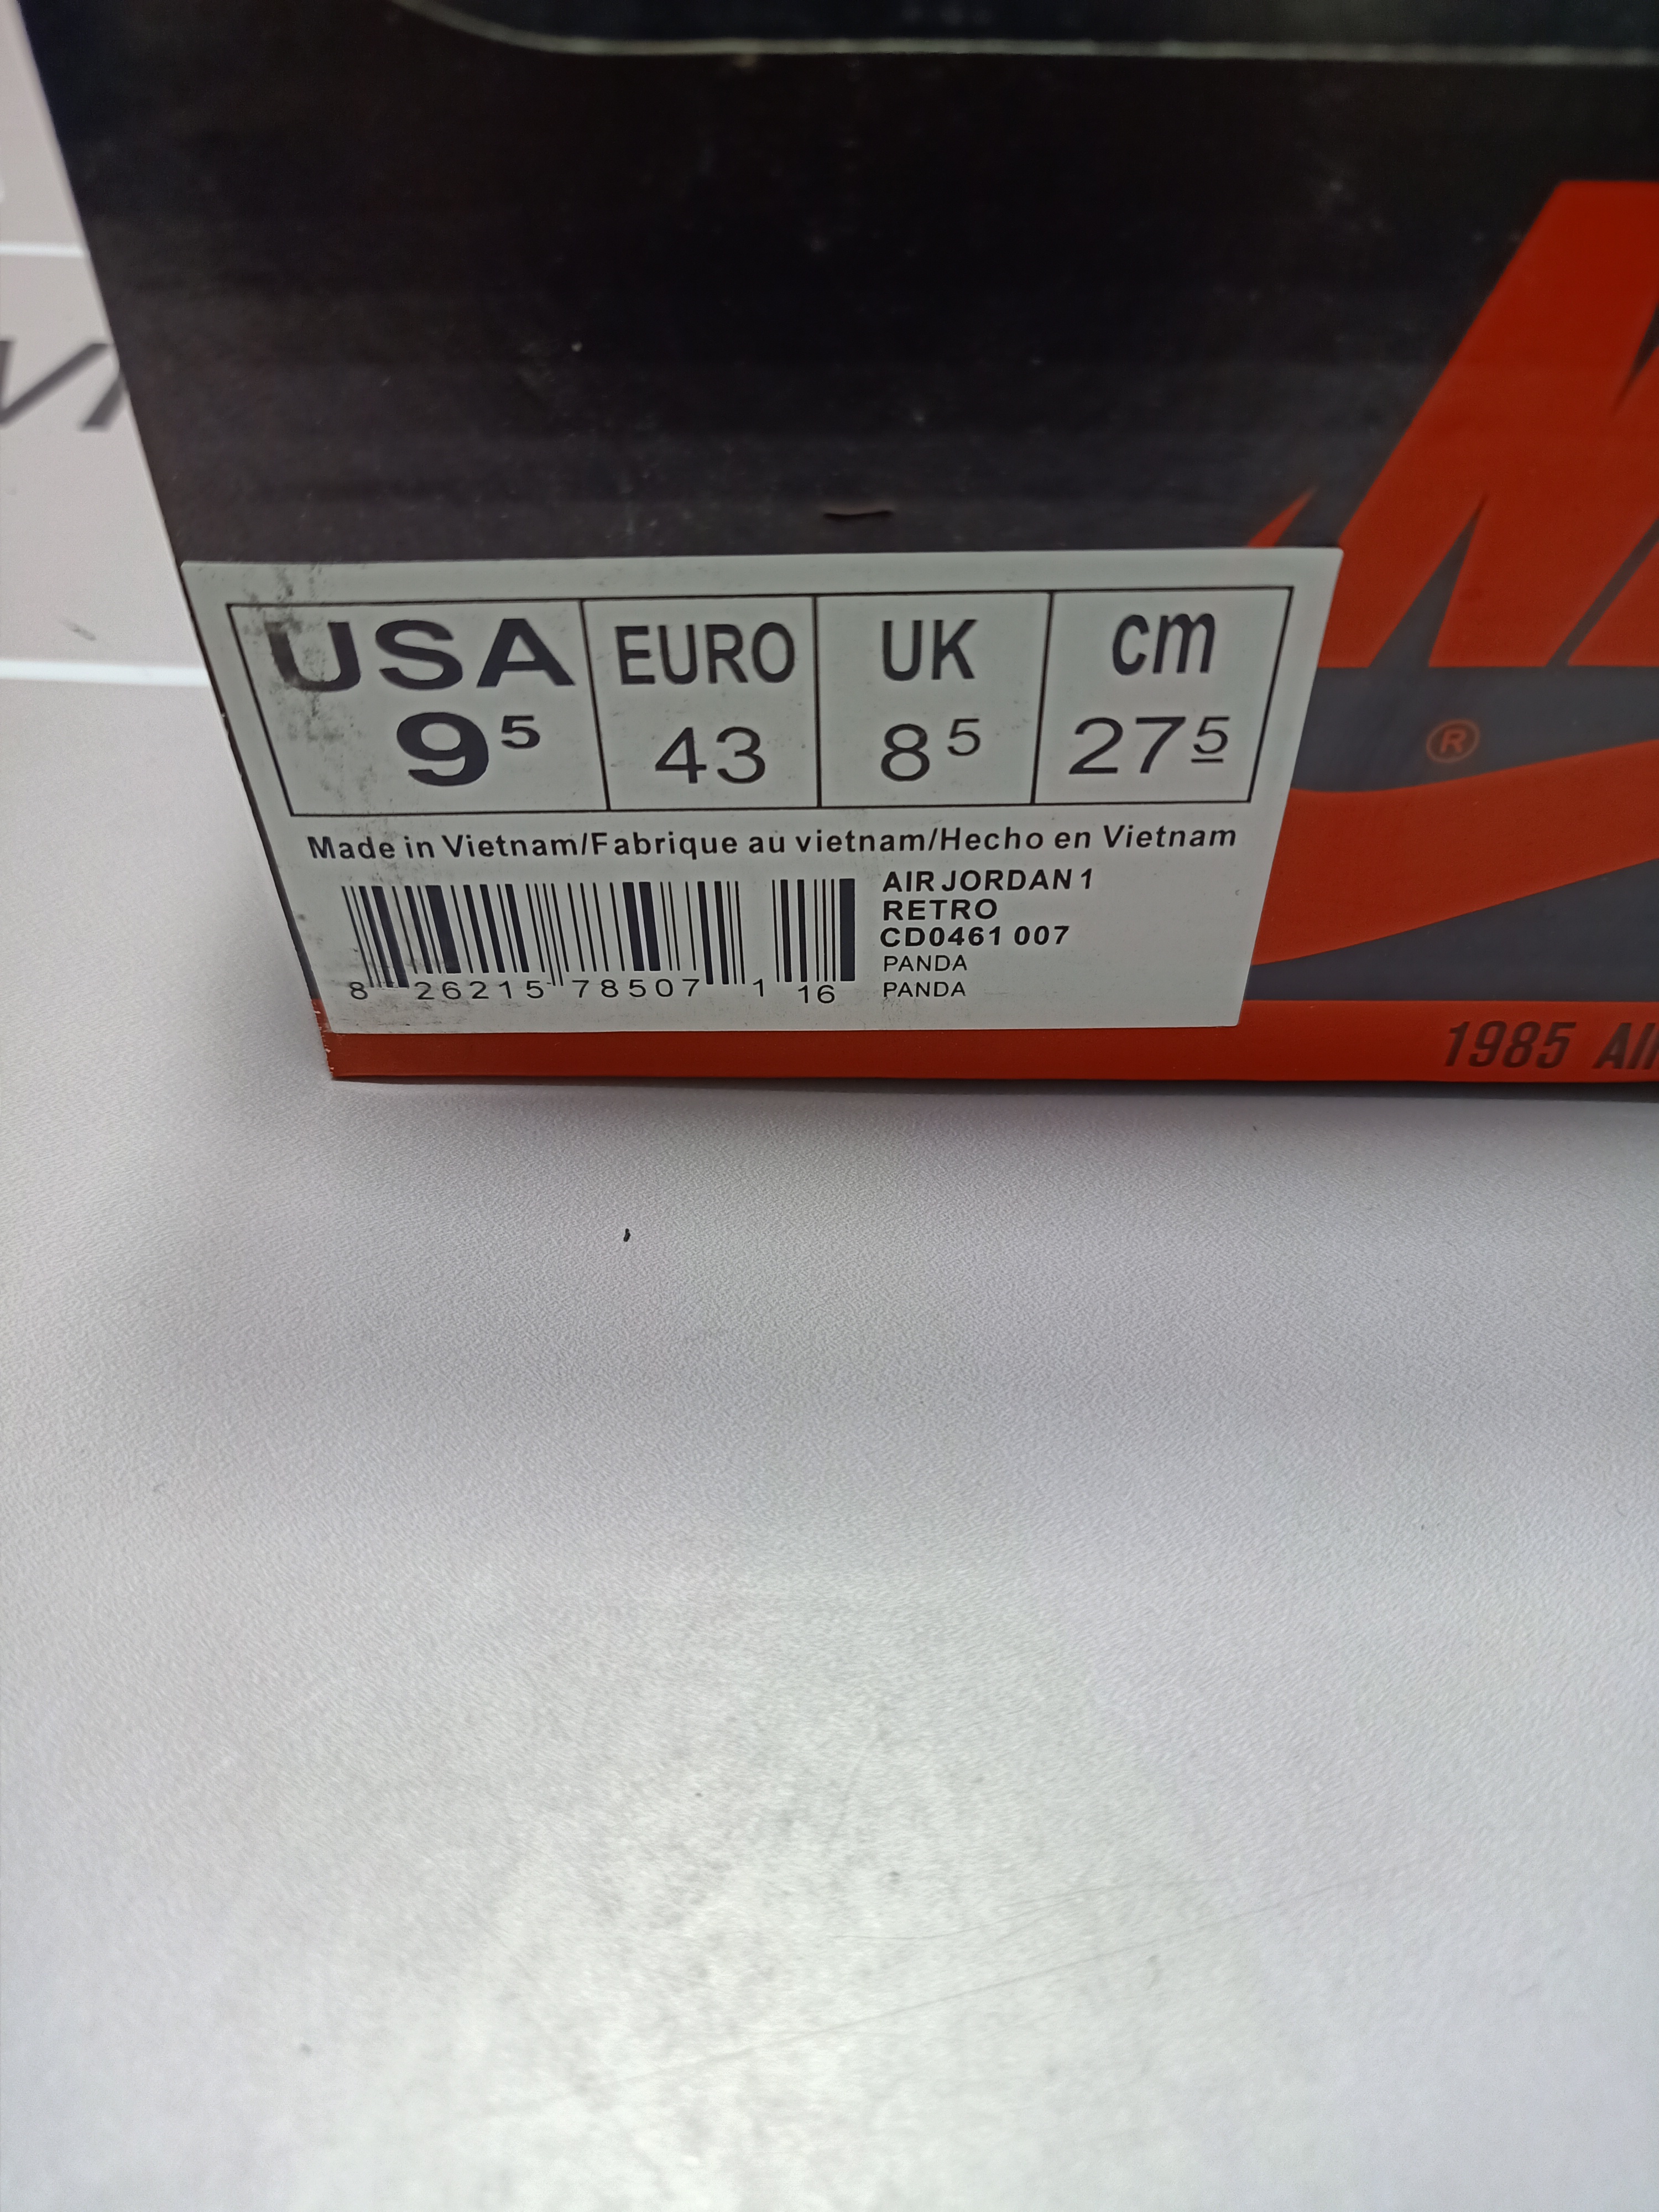 USA EURO UK cm
9 5 43 8 5 27 5
Made in Vietnam/Fabrique au vietnam/Hecho en Vietnam
AIR JORDAN 1
RETRO
CD0461 007
PANDA
PANDA
8 26215 78507 1 16
®
1985